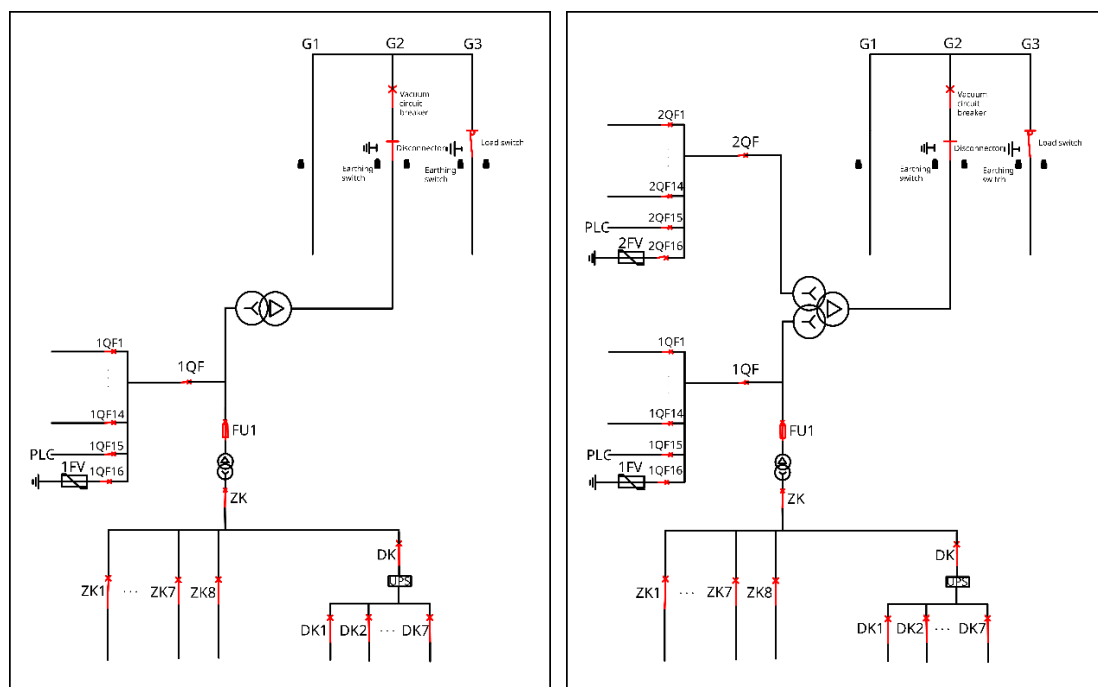 G1
G2
G3
Vacuum
circuit
breaker
Disconnector
Load switch
Earthing
switch
Earthing
switch
1QF1
1QF
1QF14
1QF15
PLC
1QF16
1FV
FU1
ZK
DK
UPS
ZK1
...
ZK7
ZK8
DK1
DK2
...
DK7
G1
G2
G3
Vacuum
circuit
breaker
2QF1
2QF
Disconnector
Load switch
Earthing
switch
Earthing
switch
2QF14
2QF15
PLC
2QF16
2FV
1QF1
1QF
1QF14
1QF15
PLC
1QF16
1FV
FU1
ZK
DK
UPS
ZK1
...
ZK7
ZK8
DK1
DK2
...
DK7